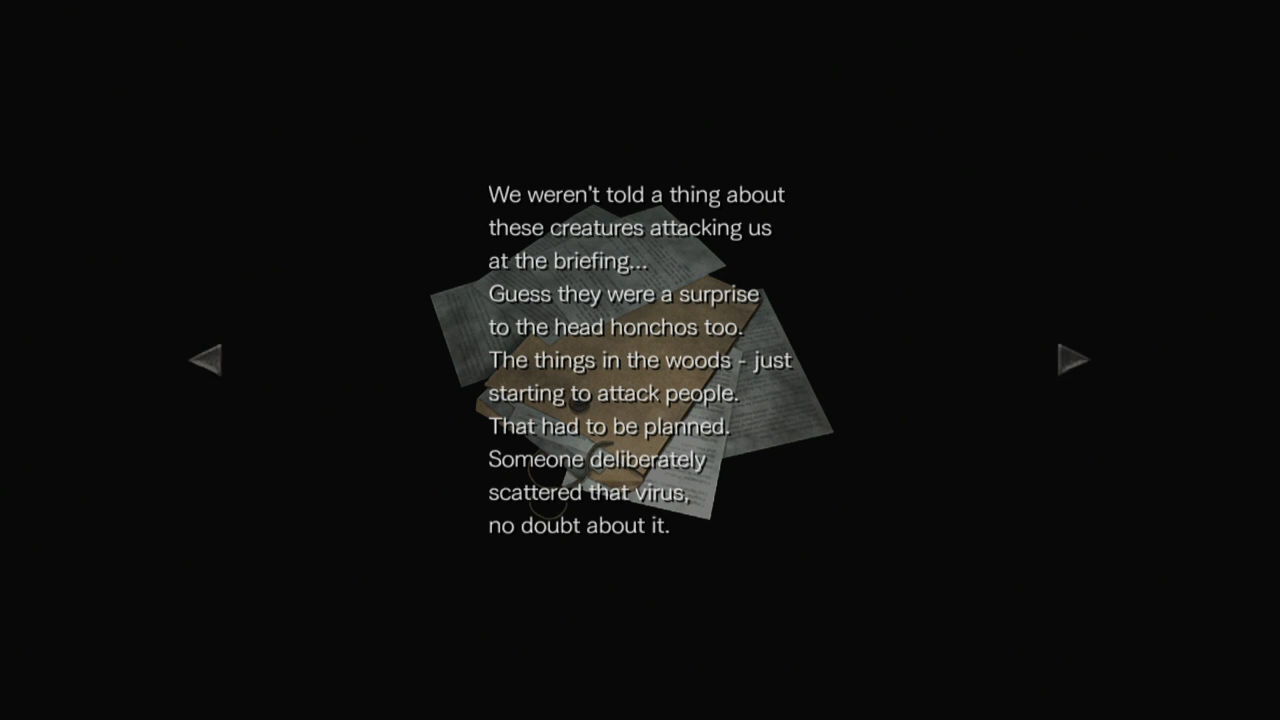 We weren't told a thing about
these creatures attacking us
at the briefing...
Guess they were a surprise
to the head honchos too.
The things in the woods - just
starting to attack people.
That had to be planned.
Someone deliberately
scattered that virus,
no doubt about it.